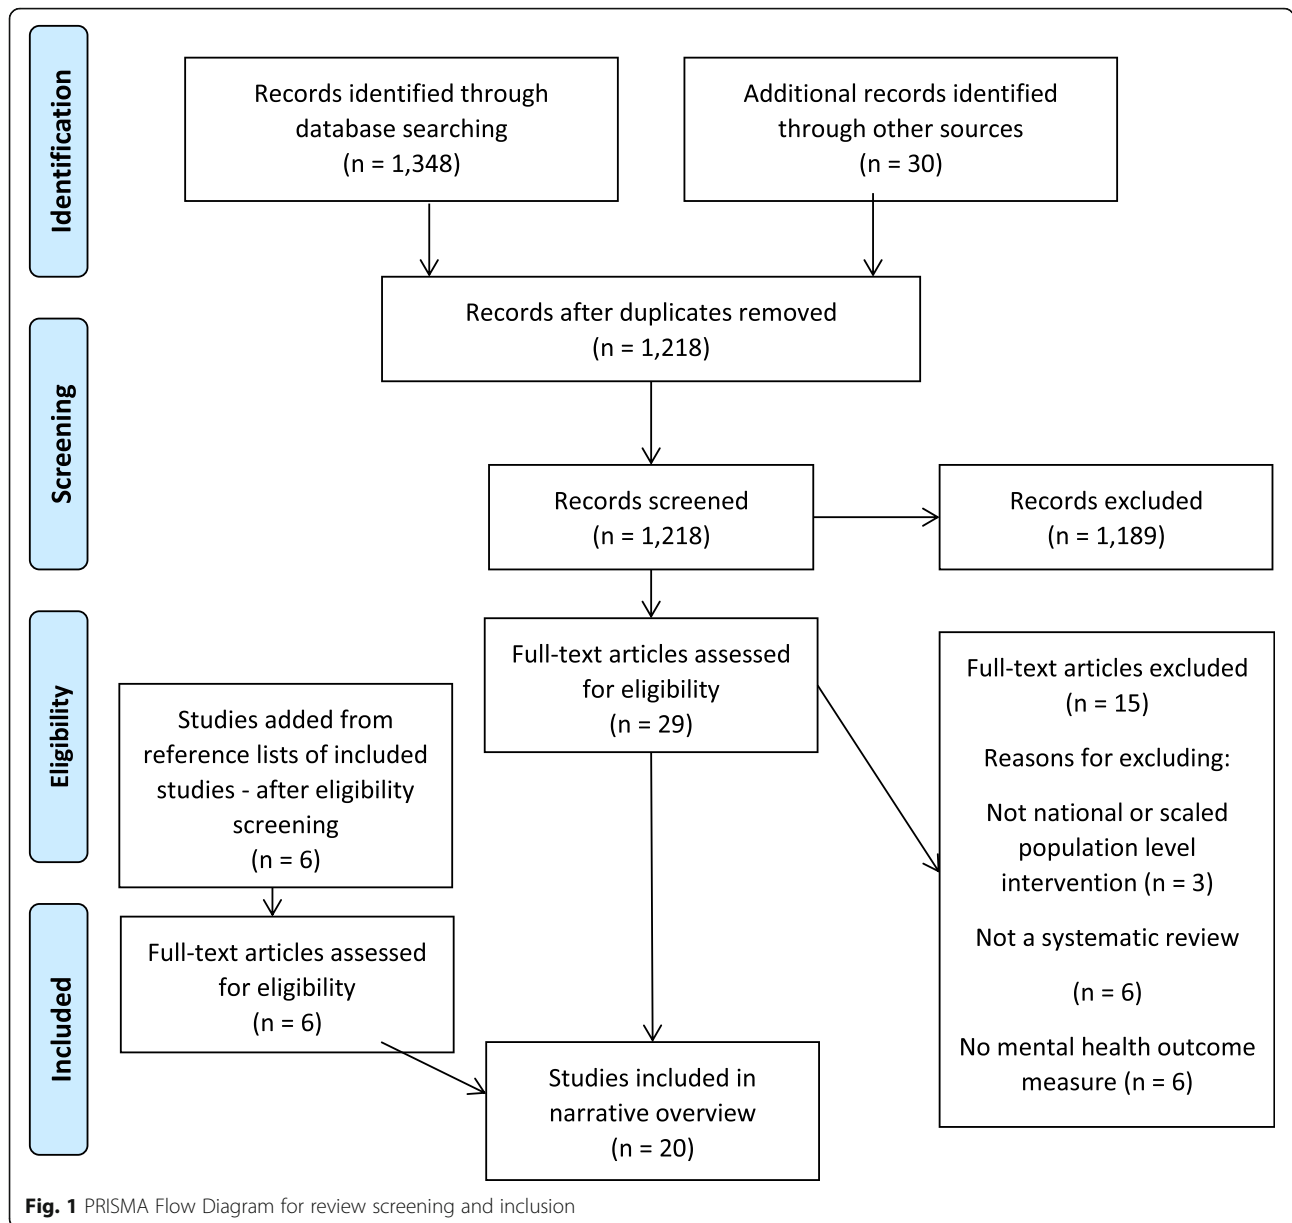 Identification
Records identified through
database searching
(n = 1,348)
Additional records identified
through other sources
(n = 30)
Records after duplicates removed
(n = 1,218)
Screening
Records screened
(n = 1,218)
Records excluded
(n = 1,189)
Eligibility
Full-text articles assessed
for eligibility
(n = 29)
Full-text articles excluded
(n = 15)
Reasons for excluding:
Not national or scaled
population level
intervention (n = 3)
Not a systematic review
(n = 6)
No mental health outcome
measure (n = 6)
Studies added from
reference lists of included
studies - after eligibility
screening
(n = 6)
Included
Full-text articles assessed
for eligibility
(n = 6)
Studies included in
narrative overview
(n = 20)
Fig. 1 PRISMA Flow Diagram for review screening and inclusion